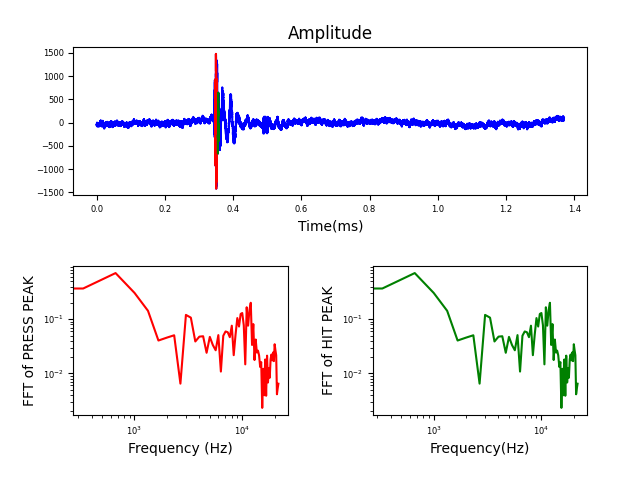 Amplitude
1500
1000
500
0
−500
−1000
−1500
0.0 0.2 0.4 0.6 0.8 1.0 1.2 1.4
Time(ms)
FFT of PRESS PEAK
10⁻¹
10⁻²
10³ 10⁴
Frequency (Hz)
FFT of HIT PEAK
10⁻¹
10⁻²
10³ 10⁴
Frequency(Hz)